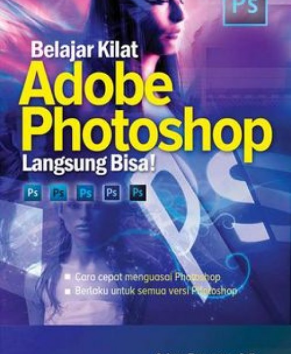 Ps
Belajar Kilat
Adobe
Photoshop
Langsung Bisa!
Ps Ps Ps Ps Ps
PS
Cara cepat menguasai Photoshop
Berlaku untuk semua versi Photoshop